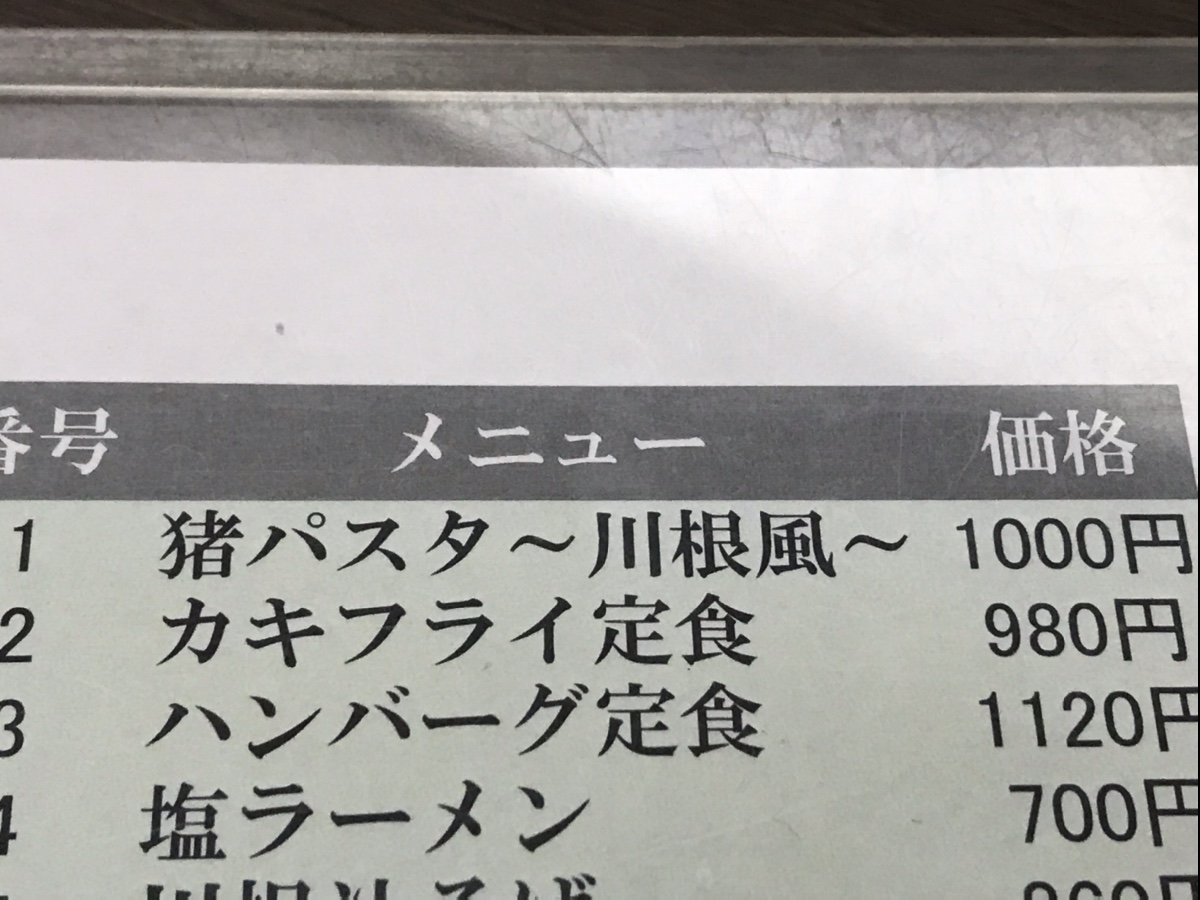 番号 メニュー 価格
1 猪パスタ～川根風～ 1000円
2 カキフライ定食 980円
3 ハンバーグ定食 1120円
4 塩ラーメン 700円